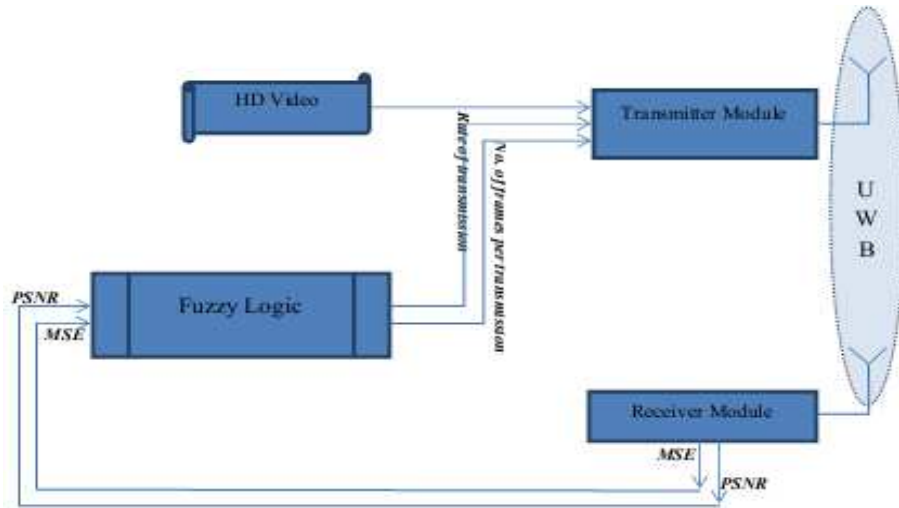 HD Video
Transmitter Module
Rate of transmission
No. of frames per transmission
U
W
B
PSNR
Fuzzy Logic
MSE
Receiver Module
MSE
PSNR